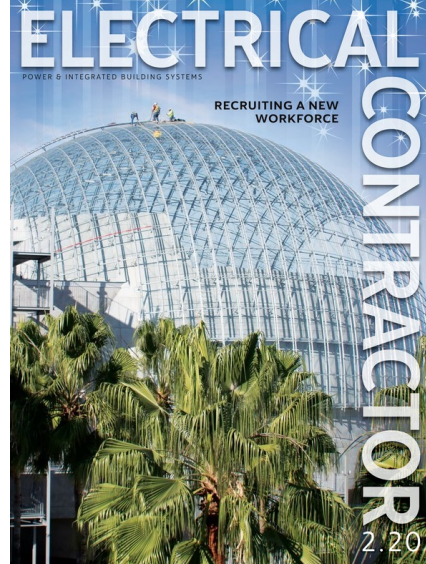 ELECTRICAL
CONTRACTOR
POWER & INTEGRATED BUILDING SYSTEMS
RECRUITING A NEW
WORKFORCE
2.20